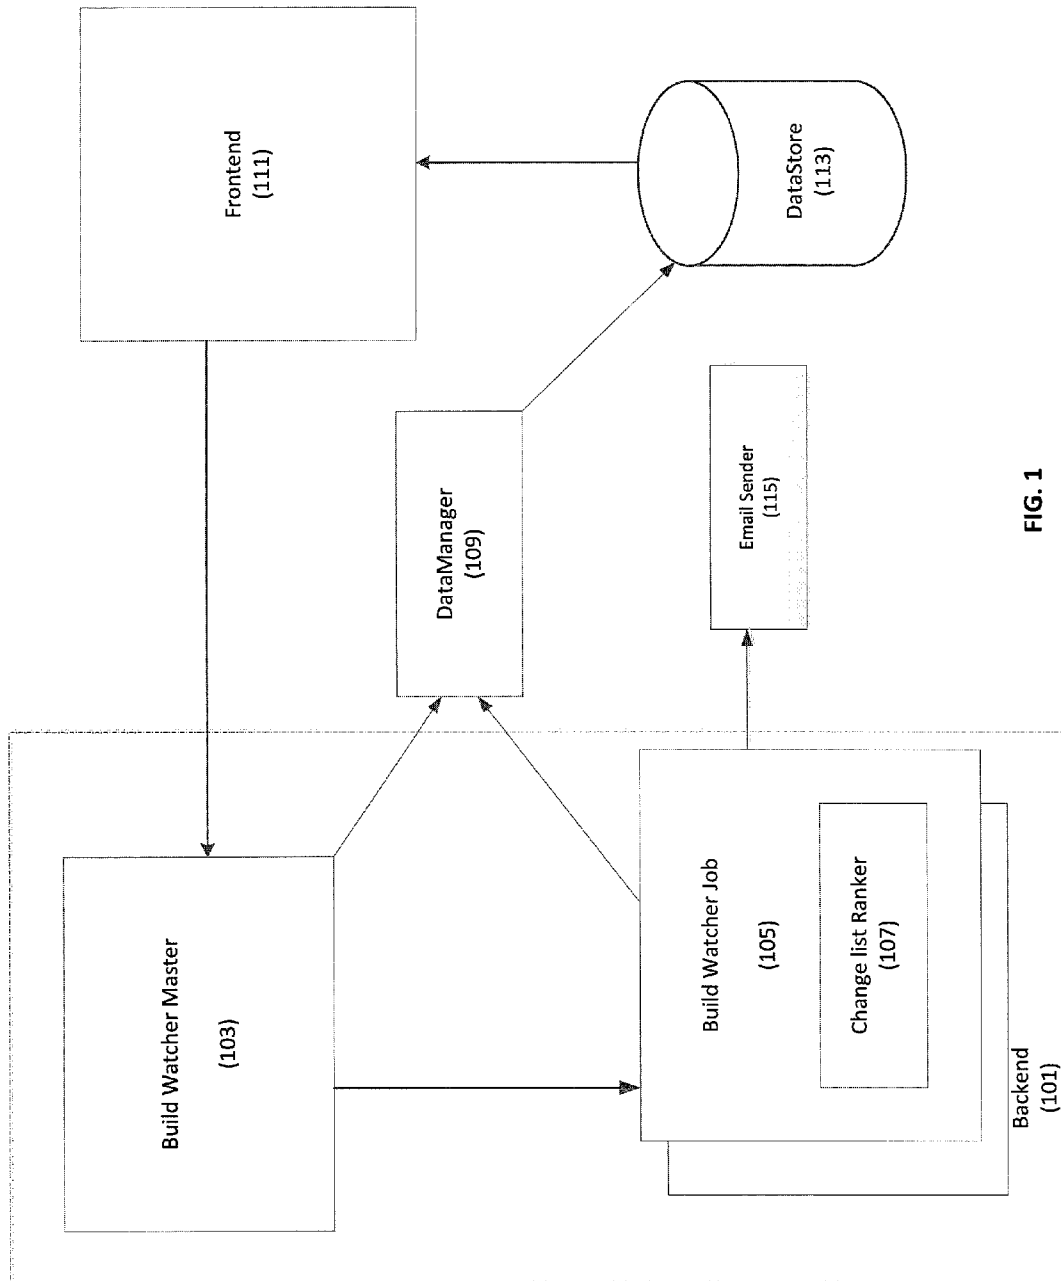 Build Watcher Master
(103)
Frontend
(111)
DataManager
(109)
Build Watcher Job
(105)
Change list Ranker
(107)
Backend
(101)
Email Sender
(115)
DataStore
(113)
FIG. 1